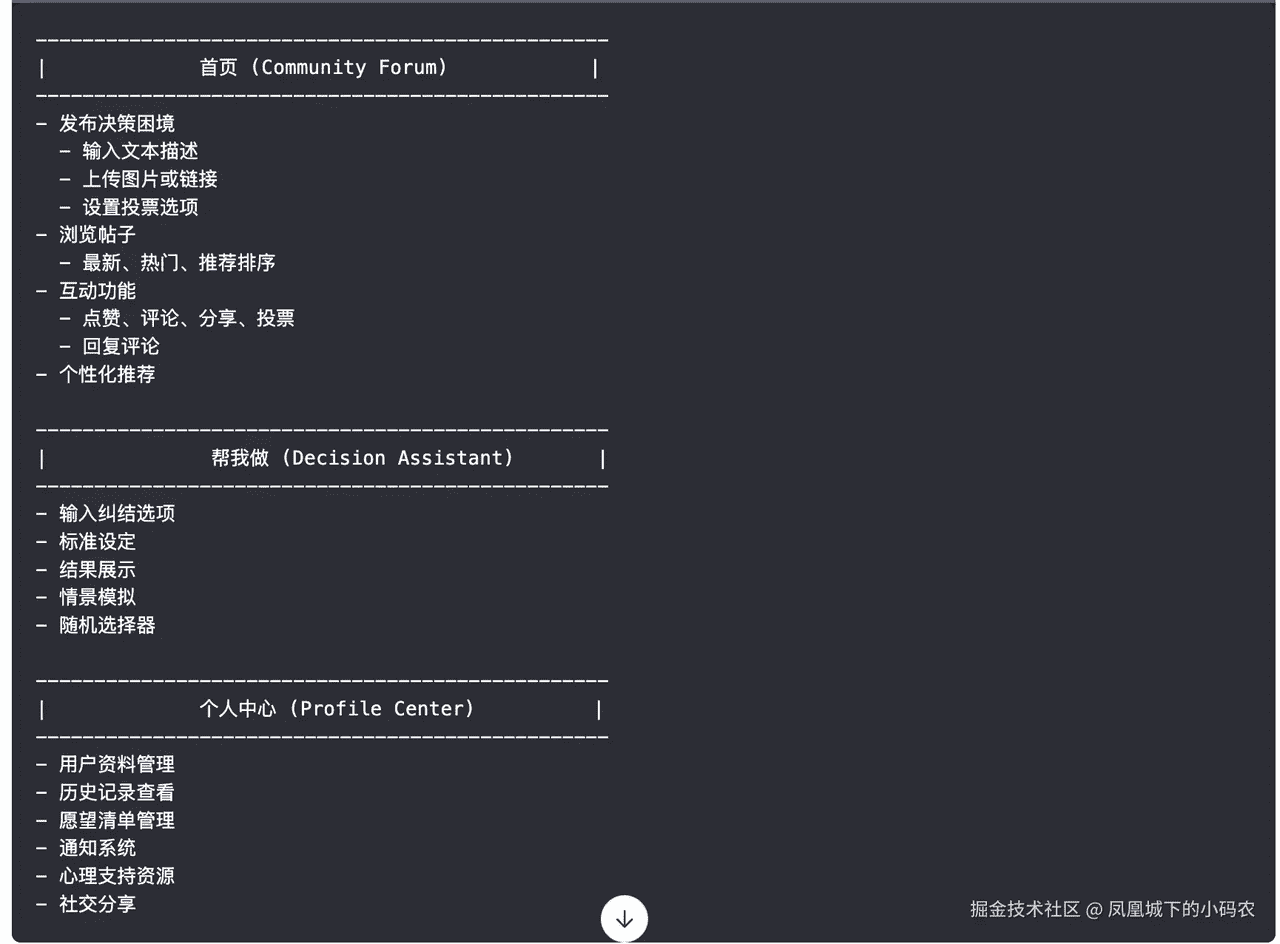 -------------------------------------------------
|             首页 (Community Forum)             |
-------------------------------------------------
- 发布决策困境
  - 输入文本描述
  - 上传图片或链接
  - 设置投票选项
- 浏览帖子
  - 最新、热门、推荐排序
- 互动功能
  - 点赞、评论、分享、投票
  - 回复评论
- 个性化推荐
-------------------------------------------------
|              帮我做 (Decision Assistant)       |
-------------------------------------------------
- 输入纠结选项
- 标准设定
- 结果展示
- 情景模拟
- 随机选择器
-------------------------------------------------
|             个人中心 (Profile Center)          |
-------------------------------------------------
- 用户资料管理
- 历史记录查看
- 愿望清单管理
- 通知系统
- 心理支持资源
- 社交分享
掘金技术社区 @ 凤凰城下的小码农